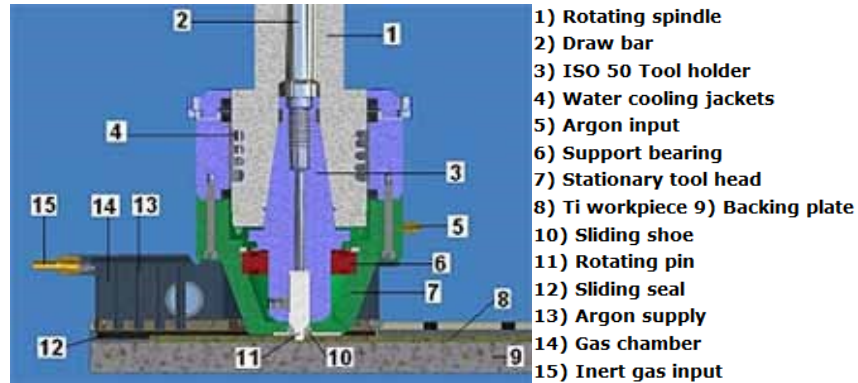 2
1
4
3
15
14
13
5
6
7
8
12
11
10
9
1) Rotating spindle
2) Draw bar
3) ISO 50 Tool holder
4) Water cooling jackets
5) Argon input
6) Support bearing
7) Stationary tool head
8) Ti workpiece 9) Backing plate
10) Sliding shoe
11) Rotating pin
12) Sliding seal
13) Argon supply
14) Gas chamber
15) Inert gas input